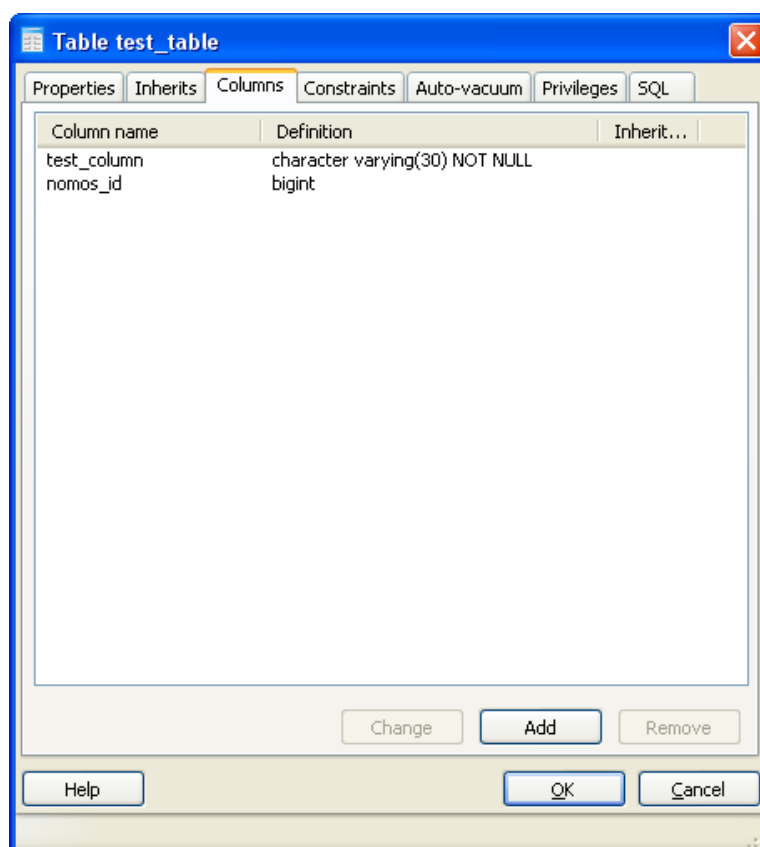 Table test_table
Properties Inherits Columns Constraints Auto-vacuum Privileges SQL
Column name Definition Inherit...
test_column character varying(30) NOT NULL
nomos_id bigint
Change Add Remove
Help OK Cancel